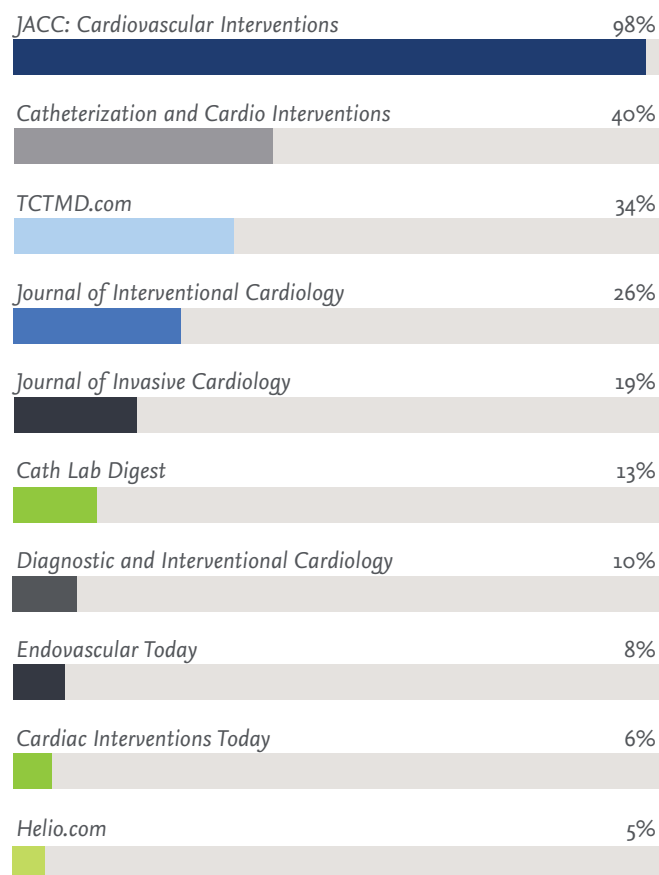 JACC: Cardiovascular Interventions 98%
Catheterization and Cardio Interventions 40%
TCTMD.com 34%
Journal of Interventional Cardiology 26%
Journal of Invasive Cardiology 19%
Cath Lab Digest 13%
Diagnostic and Interventional Cardiology 10%
Endovascular Today 8%
Cardiac Interventions Today 6%
Helio.com 5%